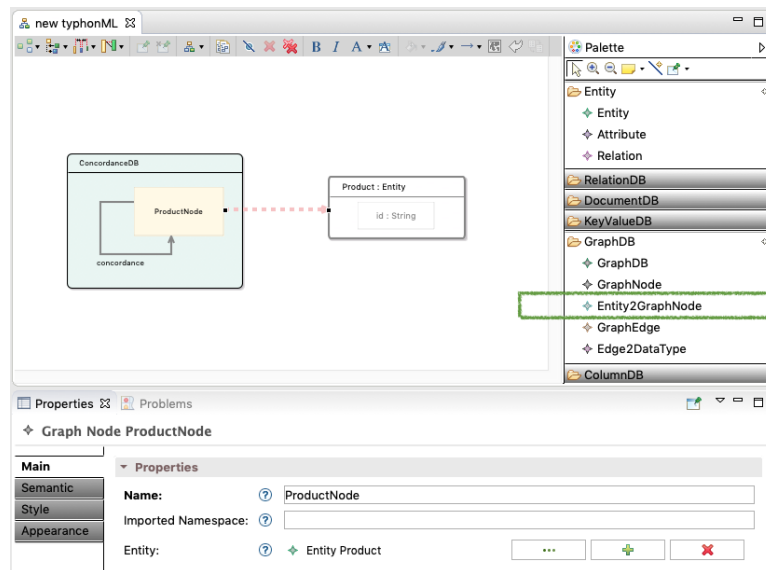 new typhonML
B I A
Palette
Entity
Entity
Attribute
Relation
RelationDB
DocumentDB
KeyValueDB
GraphDB
GraphDB
GraphNode
Entity2GraphNode
GraphEdge
Edge2DataType
ColumnDB
ConcordanceDB
ProductNode
concordance
Product : Entity
id : String
Properties
Problems
Graph Node ProductNode
Main
Semantic
Style
Appearance
Properties
Name: ? ProductNode
Imported Namespace: ?
Entity: ? Entity Product ...